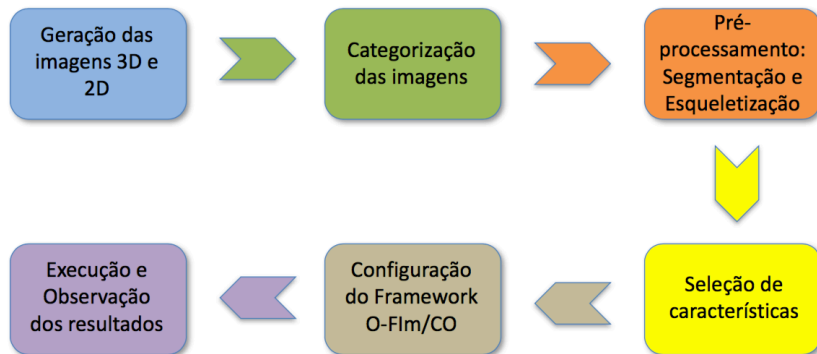 Geração das
imagens 3D e
2D
Categorização
das imagens
Pré-
processamento:
Segmentação e
Esqueletização
Seleção de
características
Configuração
do Framework
O-FIm/CO
Execução e
Observação
dos resultados